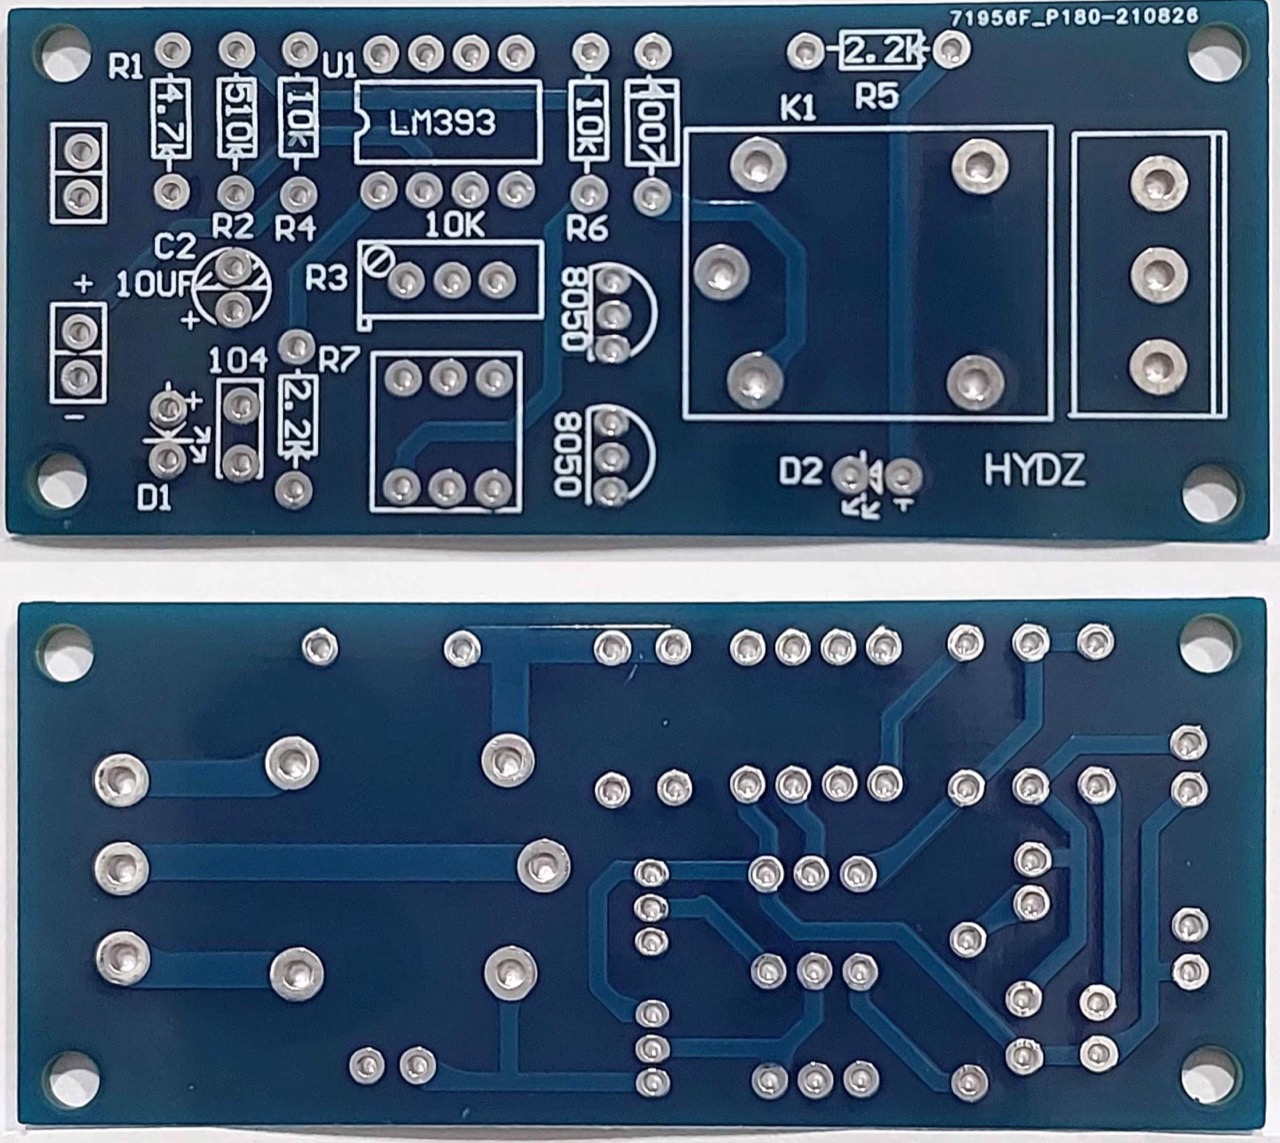 71956F_P180-210826
R1
4.7K
510K
10K
U1
LM393
10K
4007
2.2K
R5
K1
R2
R4
10K
R6
C2
10UF
+
+
R3
8050
104
R7
2.2K
+
-
D1
8050
D2
+
HYDZ